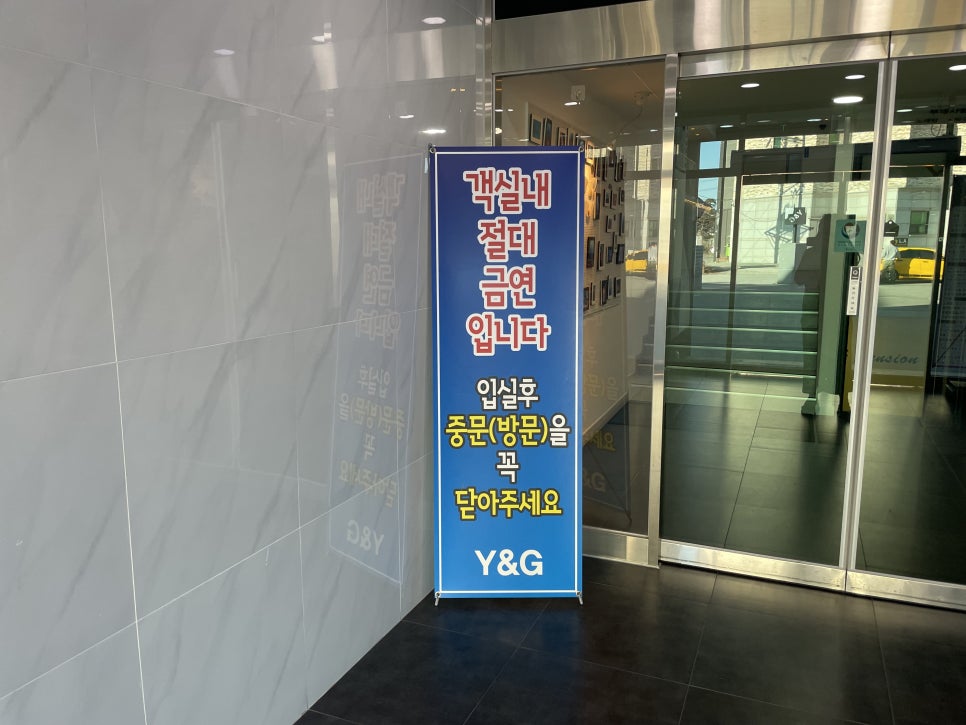 객실내
절대
금연
입니다
입실후
중문(방문)을
꼭
닫아주세요
Y&G
ension